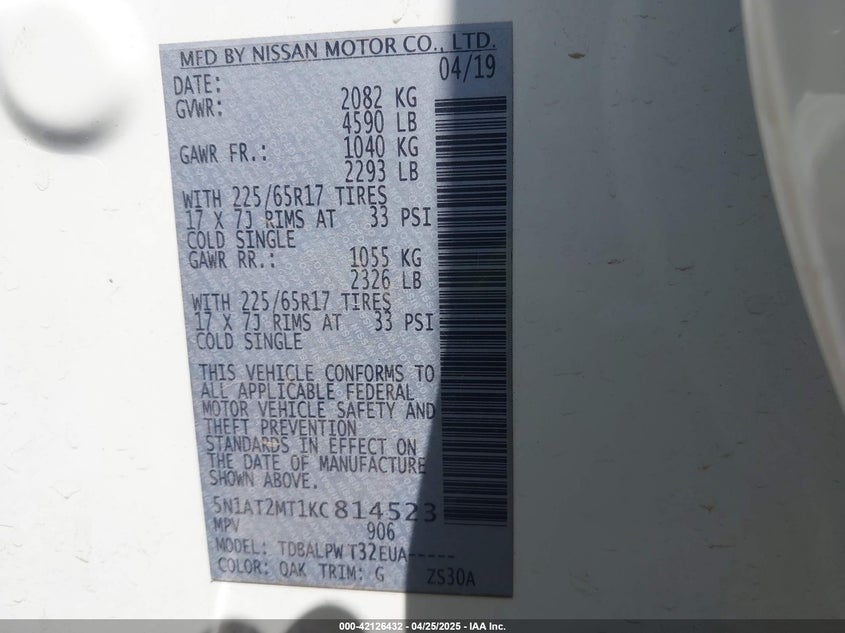 MFD BY NISSAN MOTOR CO., LTD.
DATE: 04/19
GVWR: 2082 KG
4590 LB
GAWR FR.: 1040 KG
2293 LB
WITH 225/65R17 TIRES
17 X 7J RIMS AT 33 PSI
COLD SINGLE
GAWR RR.: 1055 KG
2326 LB
WITH 225/65R17 TIRES
17 X 7J RIMS AT 33 PSI
COLD SINGLE
THIS VEHICLE CONFORMS TO
ALL APPLICABLE FEDERAL
MOTOR VEHICLE SAFETY AND
THEFT PREVENTION
STANDARDS IN EFFECT ON
THE DATE OF MANUFACTURE
SHOWN ABOVE.
5N1AT2MT1KC814523
MPV 906
MODEL: TDBALPW T32EUA-----
COLOR: QAK TRIM: G ZS30A
000-42126432 - 04/25/2025 - IAA Inc.